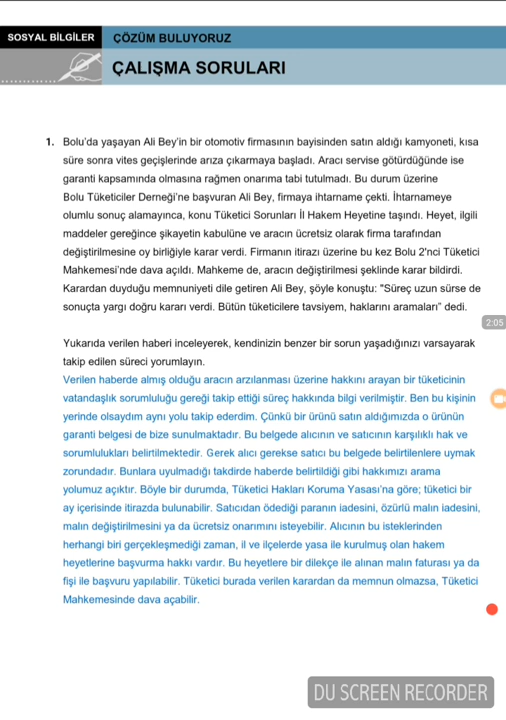 SOSYAL BİLGİLER
ÇÖZÜM BULUYORUZ
ÇALIŞMA SORULARI
1. Bolu'da yaşayan Ali Bey'in bir otomotiv firmasının bayisinden satın aldığı kamyoneti, kısa
süre sonra vites geçişlerinde arıza çıkarmaya başladı. Aracı servise götürdüğünde ise
garanti kapsamında olmasına rağmen onarıma tabi tutulmadı. Bu durum üzerine
Bolu Tüketiciler Derneği'ne başvuran Ali Bey, firmaya ihtarname çekti. İhtarnameye
olumlu sonuç alamayınca, konu Tüketici Sorunları İl Hakem Heyetine taşındı. Heyet, ilgili
maddeler gereğince şikayetin kabulüne ve aracın ücretsiz olarak firma tarafından
değiştirilmesine oy birliğiyle karar verdi. Firmanın itirazı üzerine bu kez Bolu 2'nci Tüketici
Mahkemesi'nde dava açıldı. Mahkeme de, aracın değiştirilmesi şeklinde karar bildirdi.
Karardan duyduğu memnuniyeti dile getiren Ali Bey, şöyle konuştu: "Süreç uzun sürse de
sonuçta yargı doğru kararı verdi. Bütün tüketicilere tavsiyem, haklarını aramaları" dedi.
2:05
Yukarıda verilen haberi inceleyerek, kendinizin benzer bir sorun yaşadığınızı varsayarak
takip edilen süreci yorumlayın.
Verilen haberde almış olduğu aracın arzılanması üzerine hakkını arayan bir tüketicinin
vatandaşlık sorumluluğu gereği takip ettiği süreç hakkında bilgi verilmiştir. Ben bu kişinin
yerinde olsaydım aynı yolu takip ederdim. Çünkü bir ürünü satın aldığımızda o ürünün
garanti belgesi de bize sunulmaktadır. Bu belgede alıcının ve satıcının karşılıklı hak ve
sorumlulukları belirtilmektedir. Gerek alıcı gerekse satıcı bu belgede belirtilenlere uymak
zorundadır. Bunlara uyulmadığı takdirde haberde belirtildiği gibi hakkımızı arama
yolumuz açıktır. Böyle bir durumda, Tüketici Hakları Koruma Yasası'na göre; tüketici bir
ay içerisinde itirazda bulunabilir. Satıcıdan ödediği paranın iadesini, özürlü malın iadesini,
malın değiştirilmesini ya da ücretsiz onarımını isteyebilir. Alıcının bu isteklerinden
herhangi biri gerçekleşmediği zaman, il ve ilçelerde yasa ile kurulmuş olan hakem
heyetlerine başvurma hakkı vardır. Bu heyetlere bir dilekçe ile alınan malın faturası ya da
fişi ile başvuru yapılabilir. Tüketici burada verilen karardan da memnun olmazsa, Tüketici
Mahkemesinde dava açabilir.
DU SCREEN RECORDER